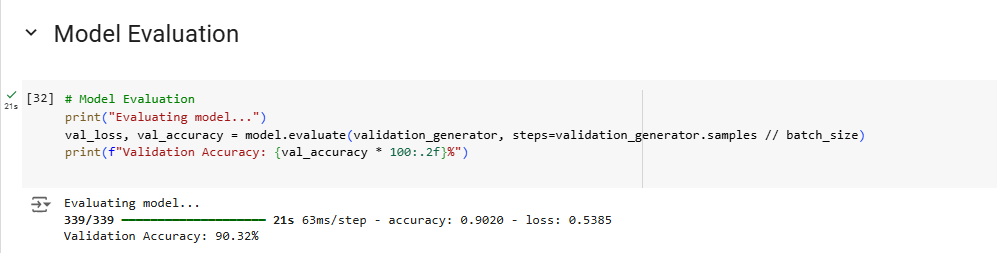 Model Evaluation
[32]
21s
# Model Evaluation
print("Evaluating model...")
val_loss, val_accuracy = model.evaluate(validation_generator, steps=validation_generator.samples // batch_size)
print(f"Validation Accuracy: {val_accuracy * 100:.2f}%")
Evaluating model...
339/339 ━━━━━━━━━━━━━━━━━━━━ 21s 63ms/step - accuracy: 0.9020 - loss: 0.5385
Validation Accuracy: 90.32%